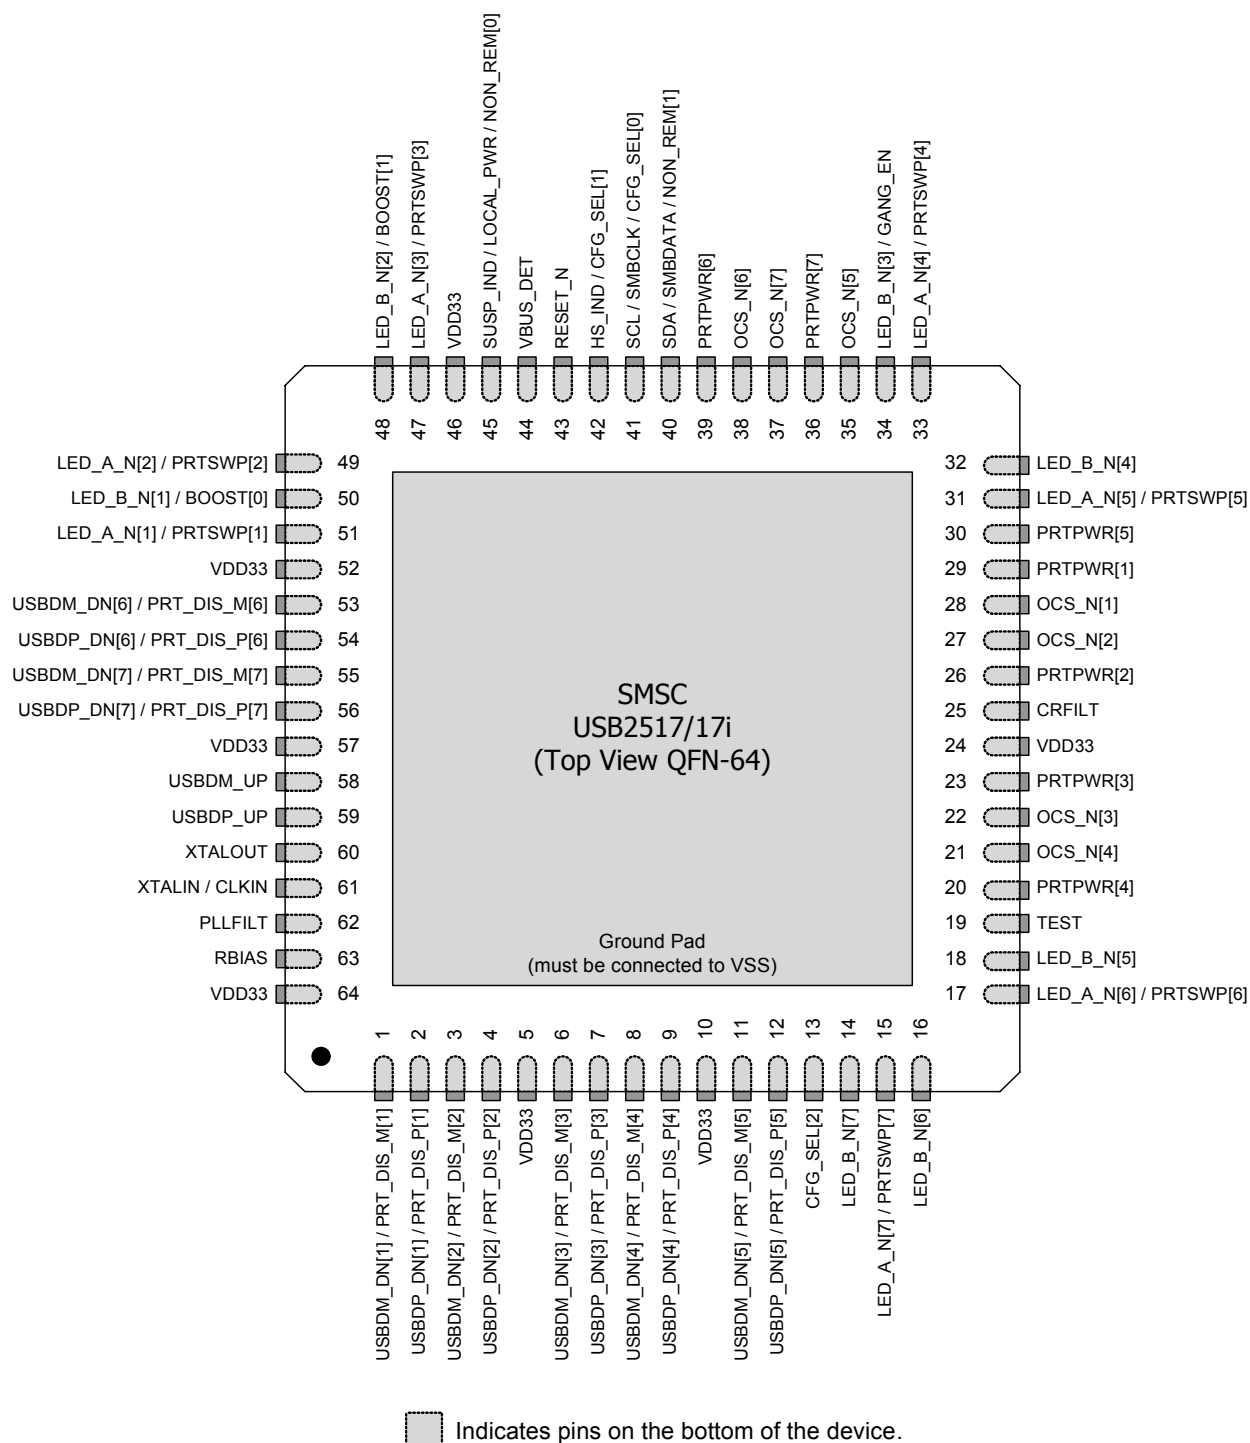 LED_B_N[2] / BOOST[1]
LED_A_N[3] / PRTSWP[3]
VDD33
SUSP_IND / LOCAL_PWR / NON_REM[0]
VBUS_DET
RESET_N
HS_IND / CFG_SEL[1]
SCL / SMBCLK / CFG_SEL[0]
SDA / SMBDATA / NON_REM[1]
PRTPWR[6]
OCS_N[6]
OCS_N[7]
PRTPWR[7]
OCS_N[5]
LED_B_N[3] / GANG_EN
LED_A_N[4] / PRTSWP[4]
48
47
46
45
44
43
42
41
40
39
38
37
36
35
34
33
LED_A_N[2] / PRTSWP[2] 49
LED_B_N[1] / BOOST[0] 50
LED_A_N[1] / PRTSWP[1] 51
VDD33 52
USBDM_DN[6] / PRT_DIS_M[6] 53
USBDP_DN[6] / PRT_DIS_P[6] 54
USBDM_DN[7] / PRT_DIS_M[7] 55
USBDP_DN[7] / PRT_DIS_P[7] 56
VDD33 57
USBDM_UP 58
USBDP_UP 59
XTALOUT 60
XTALIN / CLKIN 61
PLLFILT 62
RBIAS 63
VDD33 64
SMSC
USB2517/17i
(Top View QFN-64)
Ground Pad
(must be connected to VSS)
32 LED_B_N[4]
31 LED_A_N[5] / PRTSWP[5]
30 PRTPWR[5]
29 PRTPWR[1]
28 OCS_N[1]
27 OCS_N[2]
26 PRTPWR[2]
25 CRFILT
24 VDD33
23 PRTPWR[3]
22 OCS_N[3]
21 OCS_N[4]
20 PRTPWR[4]
19 TEST
18 LED_B_N[5]
17 LED_A_N[6] / PRTSWP[6]
1
2
3
4
5
6
7
8
9
10
11
12
13
14
15
16
USBDM_DN[1] / PRT_DIS_M[1]
USBDP_DN[1] / PRT_DIS_P[1]
USBDM_DN[2] / PRT_DIS_M[2]
USBDP_DN[2] / PRT_DIS_P[2]
VDD33
USBDM_DN[3] / PRT_DIS_M[3]
USBDP_DN[3] / PRT_DIS_P[3]
USBDM_DN[4] / PRT_DIS_M[4]
USBDP_DN[4] / PRT_DIS_P[4]
VDD33
USBDM_DN[5] / PRT_DIS_M[5]
USBDP_DN[5] / PRT_DIS_P[5]
CFG_SEL[2]
LED_B_N[7]
LED_A_N[7] / PRTSWP[7]
LED_B_N[6]
Indicates pins on the bottom of the device.